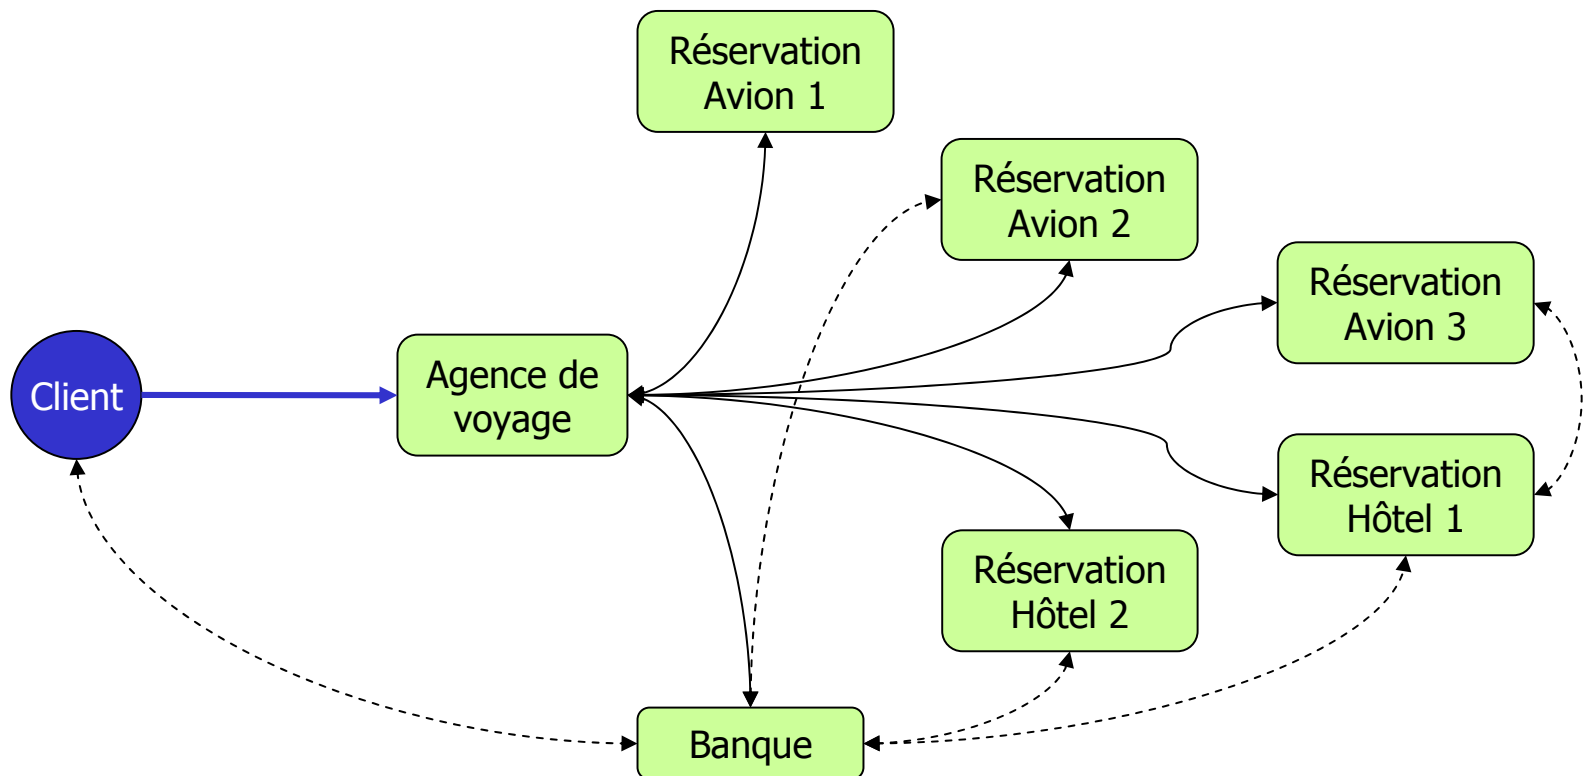 Réservation
Avion 1
Réservation
Avion 2
Réservation
Avion 3
Client
Agence de
voyage
Réservation
Hôtel 1
Réservation
Hôtel 2
Banque